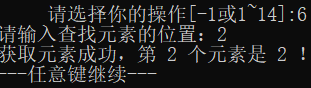 请选择你的操作[-1或1~14]:6
请输入查找元素的位置: 2
获取元素成功，第 2 个元素是 2 ！
---任意键继续---